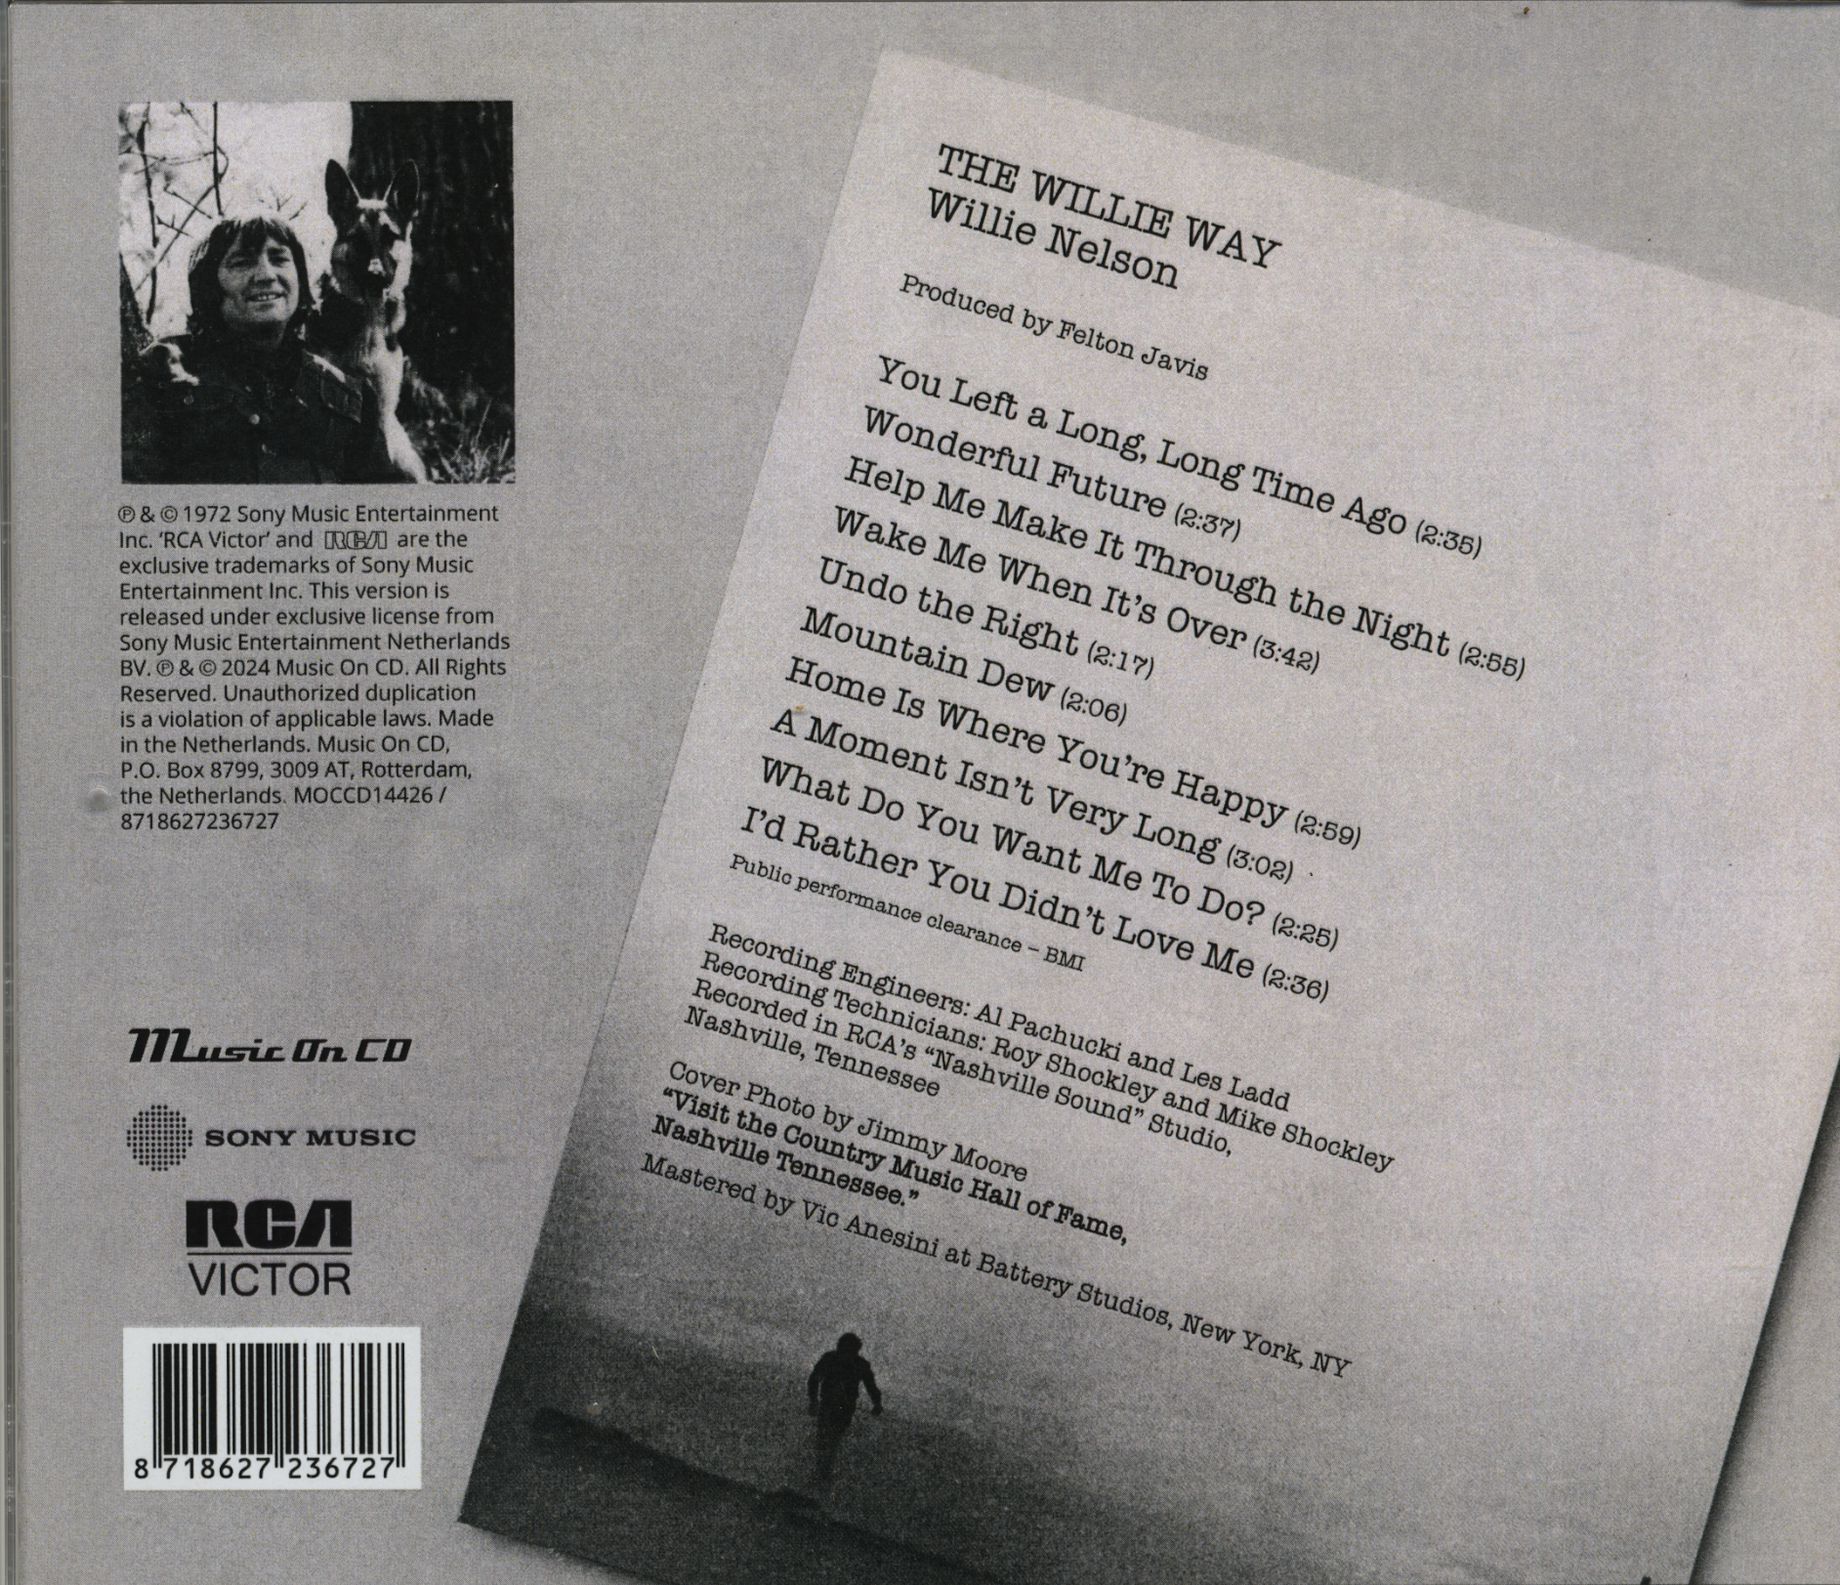 ℗ & © 1972 Sony Music Entertainment
Inc. ‘RCA Victor’ and RCA are the
exclusive trademarks of Sony Music
Entertainment Inc. This version is
released under exclusive license from
Sony Music Entertainment Netherlands
BV. ℗ & © 2024 Music On CD. All Rights
Reserved. Unauthorized duplication
is a violation of applicable laws. Made
in the Netherlands. Music On CD,
P.O. Box 8799, 3009 AT, Rotterdam,
the Netherlands. MOCCD14426 /
8718627236727
Music On CD
SONY MUSIC
RCA
VICTOR
8 718627 236727
THE WILLIE WAY
Willie Nelson
Produced by Felton Javis
You Left a Long, Long Time Ago (2:35)
Wonderful Future (2:37)
Help Me Make It Through the Night (2:55)
Wake Me When It’s Over (3:42)
Undo the Right (2:17)
Mountain Dew (2:06)
Home Is Where You’re Happy (2:59)
A Moment Isn’t Very Long (3:02)
What Do You Want Me To Do? (2:25)
I’d Rather You Didn’t Love Me (2:36)
Public performance clearance – BMI
Recording Engineers: Al Pachucki and Les Ladd
Recording Technicians: Roy Shockley and Mike Shockley
Recorded in RCA’s “Nashville Sound” Studio,
Nashville, Tennessee
Cover Photo by Jimmy Moore
“Visit the Country Music Hall of Fame,
Nashville Tennessee.”
Mastered by Vic Anesini at Battery Studios, New York, NY